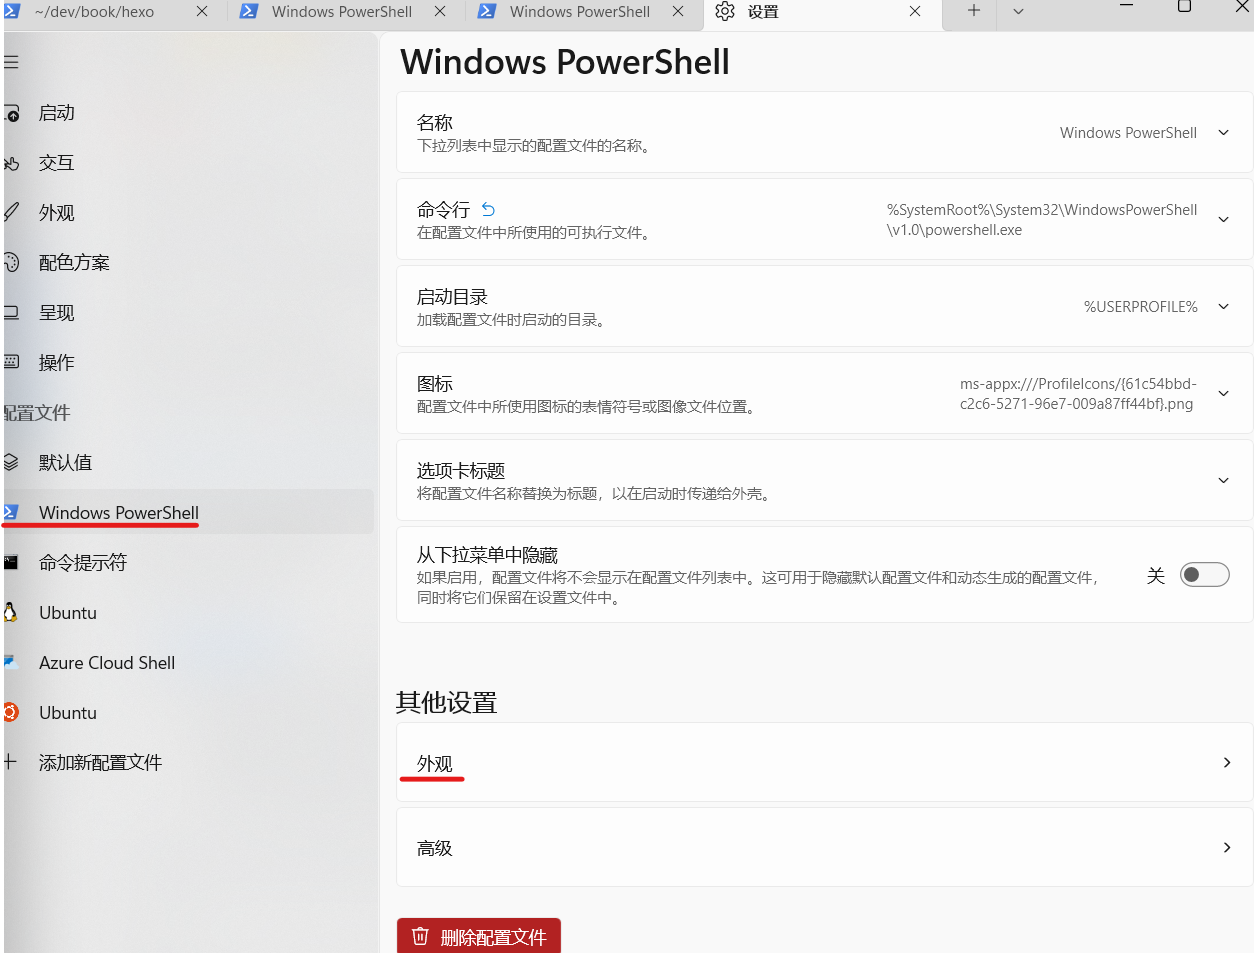 ~/dev/book/hexo
Windows PowerShell
Windows PowerShell
设置
启动
交互
外观
配色方案
呈现
操作
配置文件
默认值
Windows PowerShell
命令提示符
Ubuntu
Azure Cloud Shell
Ubuntu
添加新配置文件
Windows PowerShell
名称
下拉列表中显示的配置文件的名称。
Windows PowerShell
命令行
在配置文件中所使用的可执行文件。
%SystemRoot%\System32\WindowsPowerShell
\v1.0\powershell.exe
启动目录
加载配置文件时启动的目录。
%USERPROFILE%
图标
配置文件中所使用图标的表情符号或图像文件位置。
ms-appx:///ProfileIcons/{61c54bbd-
c2c6-5271-96e7-009a87ff44bf}.png
选项卡标题
将配置文件名称替换为标题，以在启动时传递给外壳。
从下拉菜单中隐藏
如果启用，配置文件将不会显示在配置文件列表中。这可用于隐藏默认配置文件和动态生成的配置文件，
同时将它们保留在设置文件中。
关
其他设置
外观
高级
删除配置文件